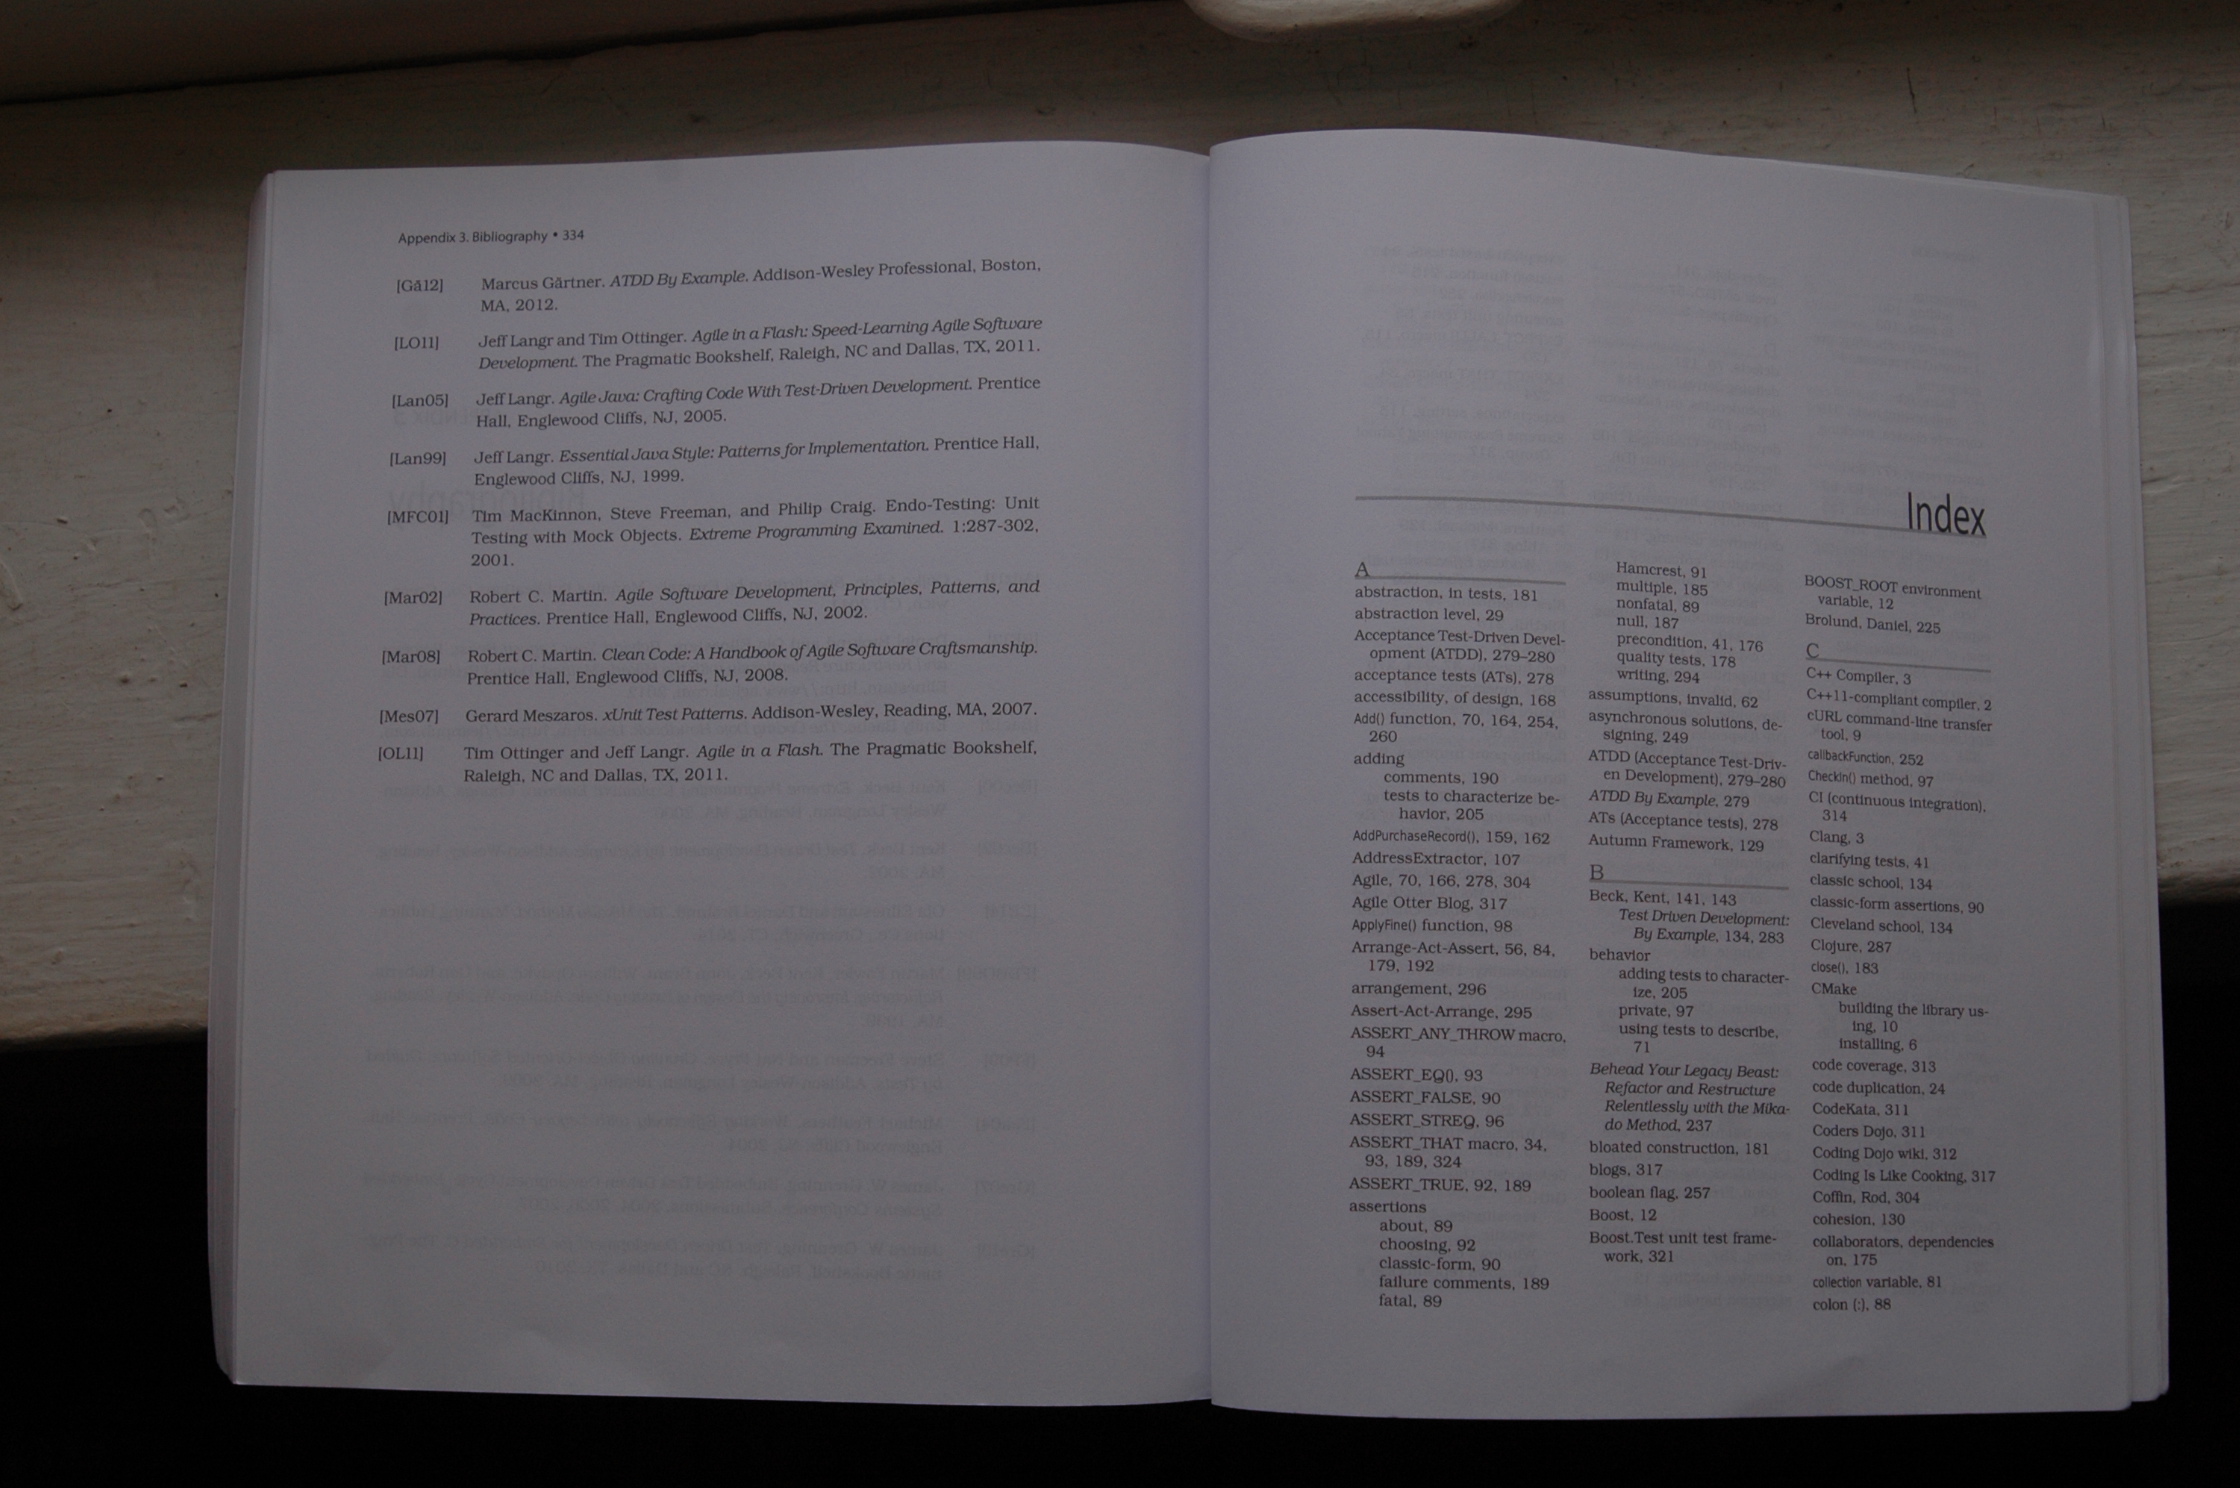 Appendix 3. Bibliography • 334
[Gä12] Marcus Gärtner. ATDD By Example. Addison-Wesley Professional, Boston,
MA, 2012.
[LO11] Jeff Langr and Tim Ottinger. Agile in a Flash: Speed-Learning Agile Software
Development. The Pragmatic Bookshelf, Raleigh, NC and Dallas, TX, 2011.
[Lan05] Jeff Langr. Agile Java: Crafting Code With Test-Driven Development. Prentice
Hall, Englewood Cliffs, NJ, 2005.
[Lan99] Jeff Langr. Essential Java Style: Patterns for Implementation. Prentice Hall,
Englewood Cliffs, NJ, 1999.
[MFC01] Tim MacKinnon, Steve Freeman, and Philip Craig. Endo-Testing: Unit
Testing with Mock Objects. Extreme Programming Examined. 1:287-302,
2001.
[Mar02] Robert C. Martin. Agile Software Development, Principles, Patterns, and
Practices. Prentice Hall, Englewood Cliffs, NJ, 2002.
[Mar08] Robert C. Martin. Clean Code: A Handbook of Agile Software Craftsmanship.
Prentice Hall, Englewood Cliffs, NJ, 2008.
[Mes07] Gerard Meszaros. xUnit Test Patterns. Addison-Wesley, Reading, MA, 2007.
[OL11] Tim Ottinger and Jeff Langr. Agile in a Flash. The Pragmatic Bookshelf,
Raleigh, NC and Dallas, TX, 2011.
Index
A
abstraction, in tests, 181
abstraction level, 29
Acceptance Test-Driven Devel-
opment (ATDD), 279–280
acceptance tests (ATs), 278
accessibility, of design, 168
Add() function, 70, 164, 254,
260
adding
comments, 190
tests to characterize be-
havior, 205
AddPurchaseRecord(), 159, 162
AddressExtractor, 107
Agile, 70, 166, 278, 304
Agile Otter Blog, 317
ApplyFine() function, 98
Arrange-Act-Assert, 56, 84,
179, 192
arrangement, 296
Assert-Act-Arrange, 295
ASSERT_ANY_THROW macro,
94
ASSERT_EQ(), 93
ASSERT_FALSE, 90
ASSERT_STREQ, 96
ASSERT_THAT macro, 34,
93, 189, 324
ASSERT_TRUE, 92, 189
assertions
about, 89
choosing, 92
classic-form, 90
failure comments, 189
fatal, 89
Hamcrest, 91
multiple, 185
nonfatal, 89
null, 187
precondition, 41, 176
quality tests, 178
writing, 294
assumptions, invalid, 62
asynchronous solutions, de-
signing, 249
ATDD (Acceptance Test-Driv-
en Development), 279–280
ATDD By Example, 279
ATs (Acceptance tests), 278
Autumn Framework, 129
B
Beck, Kent, 141, 143
Test Driven Development:
By Example, 134, 283
behavior
adding tests to character-
ize, 205
private, 97
using tests to describe,
71
Behead Your Legacy Beast:
Refactor and Restructure
Relentlessly with the Mika-
do Method, 237
bloated construction, 181
blogs, 317
boolean flag, 257
Boost, 12
Boost.Test unit test frame-
work, 321
BOOST_ROOT environment
variable, 12
Brolund, Daniel, 225
C
C++ Compiler, 3
C++11-compliant compiler, 2
cURL command-line transfer
tool, 9
callbackFunction, 252
CheckIn() method, 97
CI (continuous integration),
314
Clang, 3
clarifying tests, 41
classic school, 134
classic-form assertions, 90
Cleveland school, 134
Clojure, 287
close(), 183
CMake
building the library us-
ing, 10
installing, 6
code coverage, 313
code duplication, 24
CodeKata, 311
Coders Dojo, 311
Coding Dojo wiki, 312
Coding Is Like Cooking, 317
Coffin, Rod, 304
cohesion, 130
collaborators, dependencies
on, 175
collection variable, 81
colon (:), 88